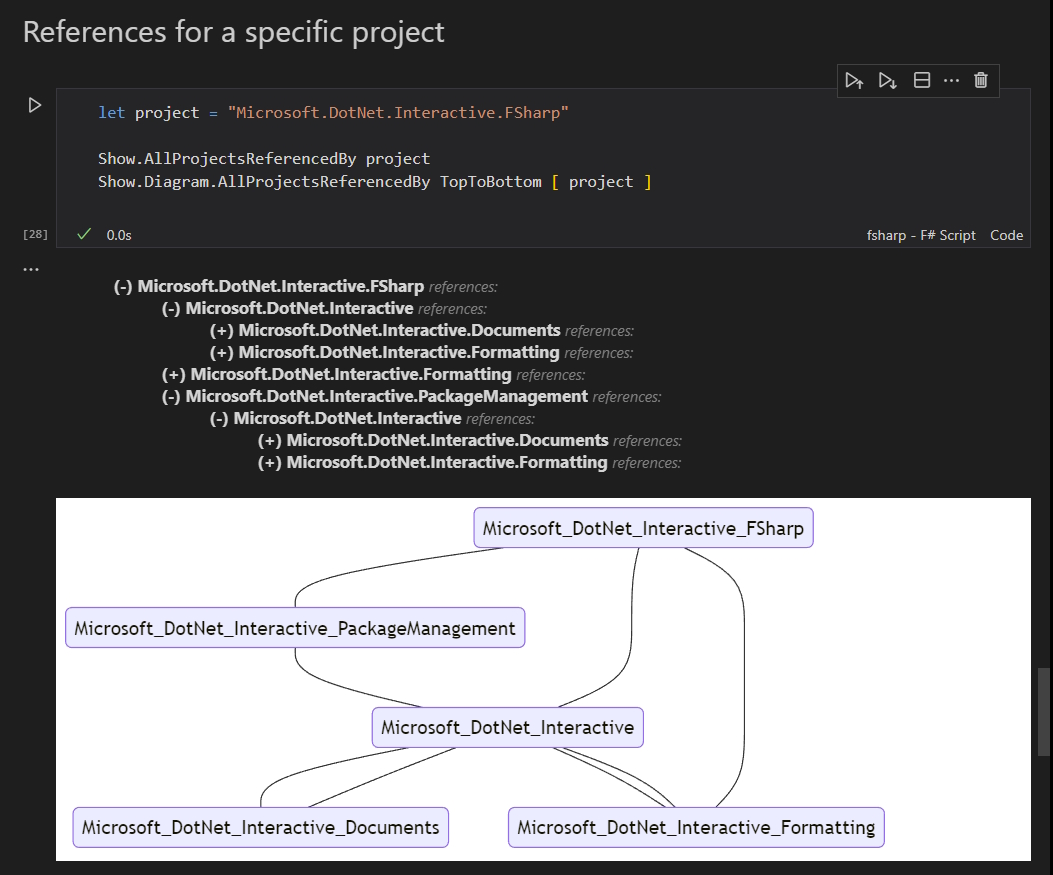 References for a specific project
let project = "Microsoft.DotNet.Interactive.FSharp"
Show.AllProjectsReferencedBy project
Show.Diagram.AllProjectsReferencedBy TopToBottom [ project ]
[28] 0.0s fsharp - F# Script Code
(-) Microsoft.DotNet.Interactive.FSharp references:
(-) Microsoft.DotNet.Interactive references:
(+) Microsoft.DotNet.Interactive.Documents references:
(+) Microsoft.DotNet.Interactive.Formatting references:
(+) Microsoft.DotNet.Interactive.Formatting references:
(-) Microsoft.DotNet.Interactive.PackageManagement references:
(-) Microsoft.DotNet.Interactive references:
(+) Microsoft.DotNet.Interactive.Documents references:
(+) Microsoft.DotNet.Interactive.Formatting references:
Microsoft_DotNet_Interactive_FSharp
Microsoft_DotNet_Interactive_PackageManagement
Microsoft_DotNet_Interactive
Microsoft_DotNet_Interactive_Documents
Microsoft_DotNet_Interactive_Formatting